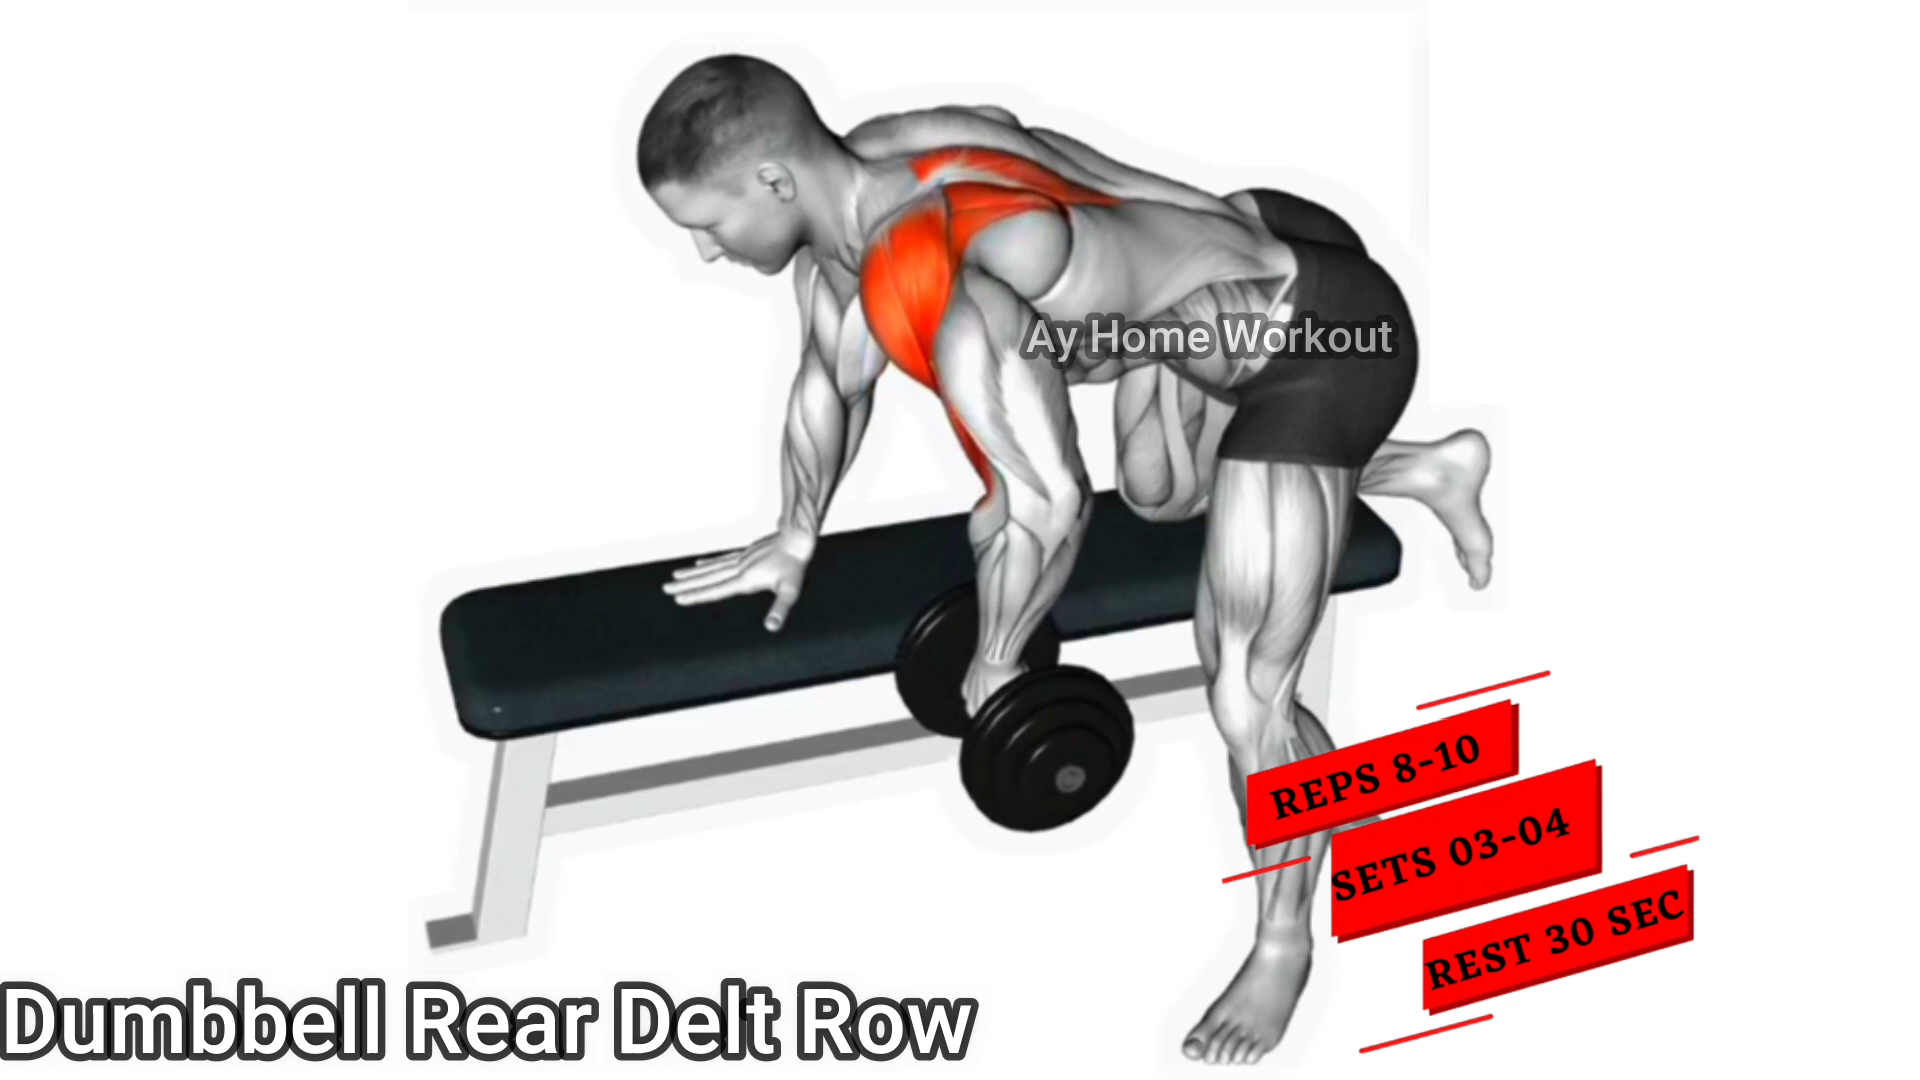 Ay Home Workout
REPS 8-10
SETS 03-04
REST 30 SEC
Dumbbell Rear Delt Row